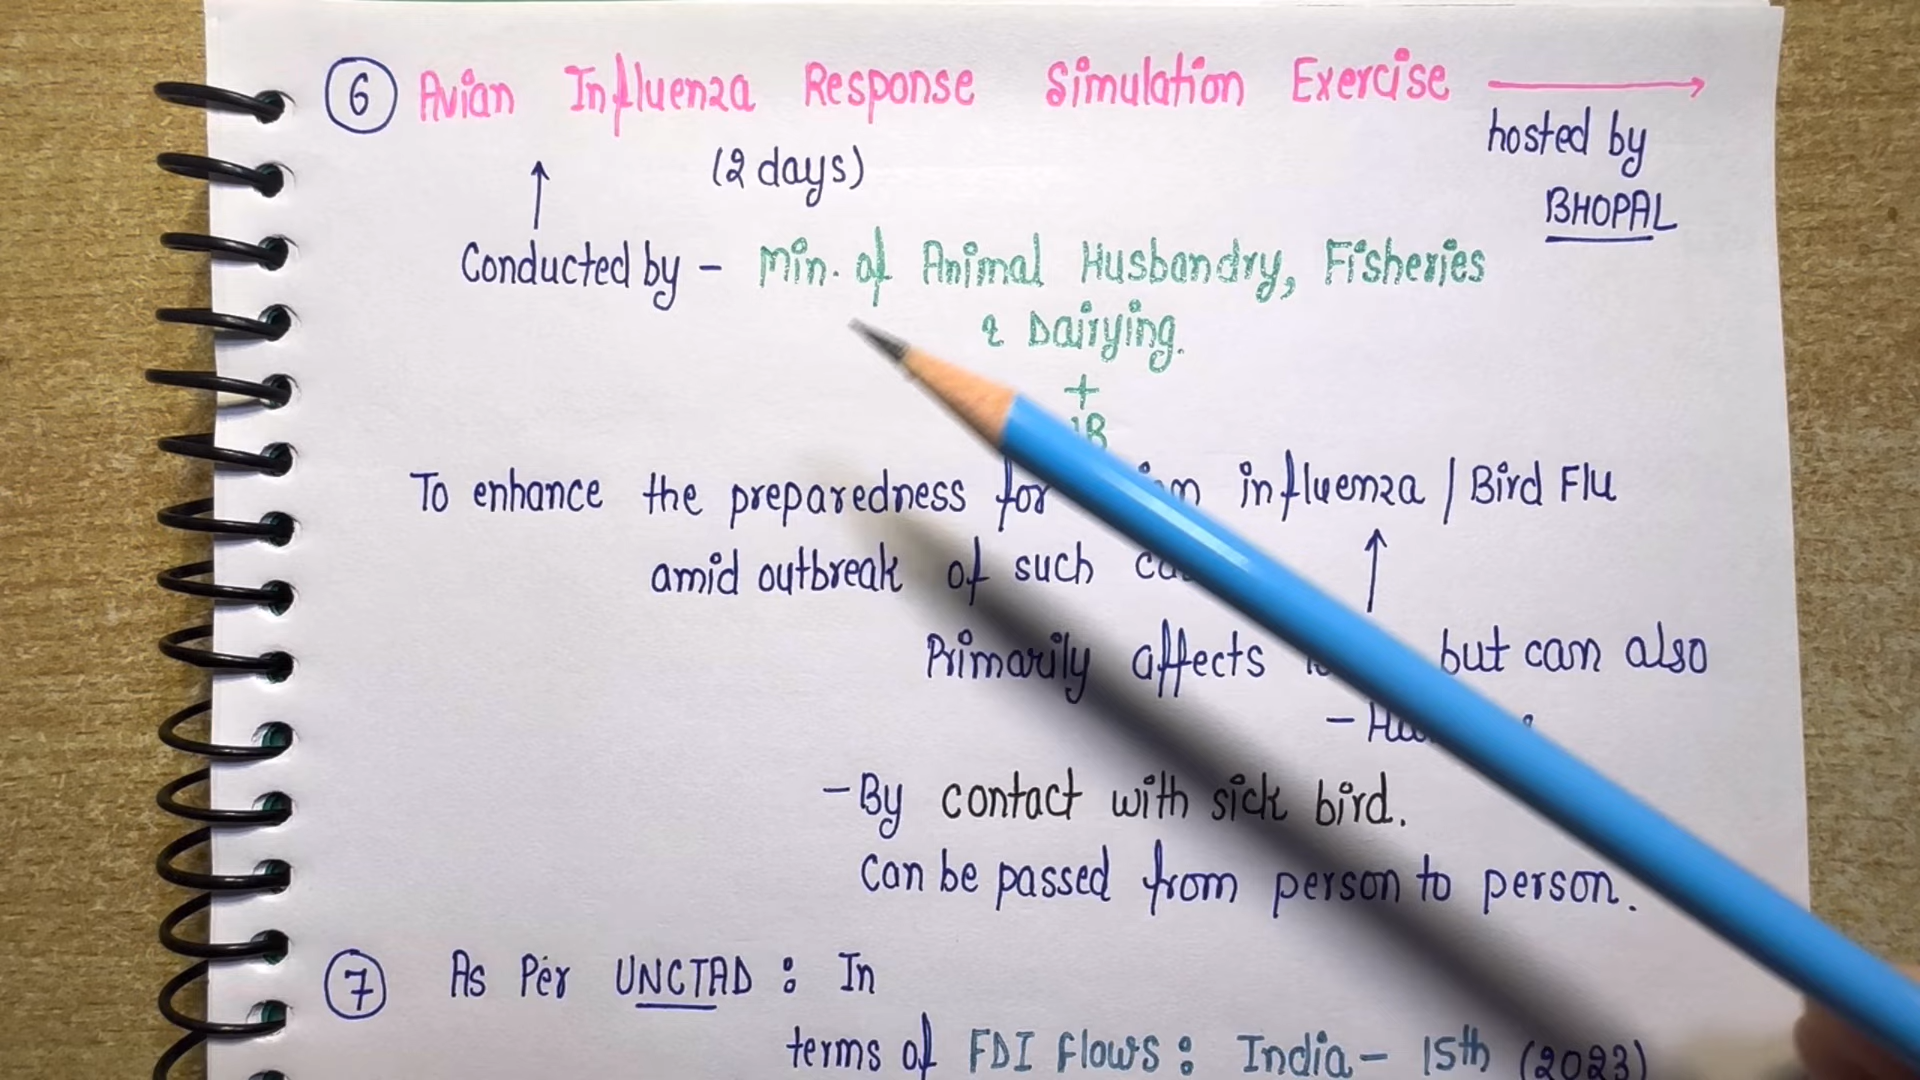 6 Avian Influenza Response Simulation Exercise →
hosted by
BHOPAL
(2 days)
Conducted by - Min. of Animal Husbandry, Fisheries
& Dairying.
+
To enhance the preparedness for influenza / Bird Flu
amid outbreak of such
Primarily affects but can also
- By contact with sick bird.
Can be passed from person to person.
7 As Per UNCTAD : In
terms of FDI Flows : India - 15th (2023)